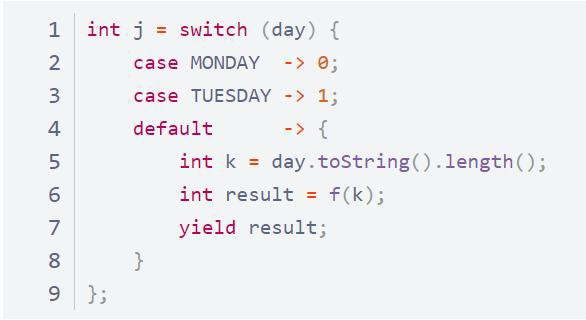 1 int j = switch (day) {
2     case MONDAY  -> 0;
3     case TUESDAY -> 1;
4     default      -> {
5         int k = day.toString().length();
6         int result = f(k);
7         yield result;
8     }
9 };